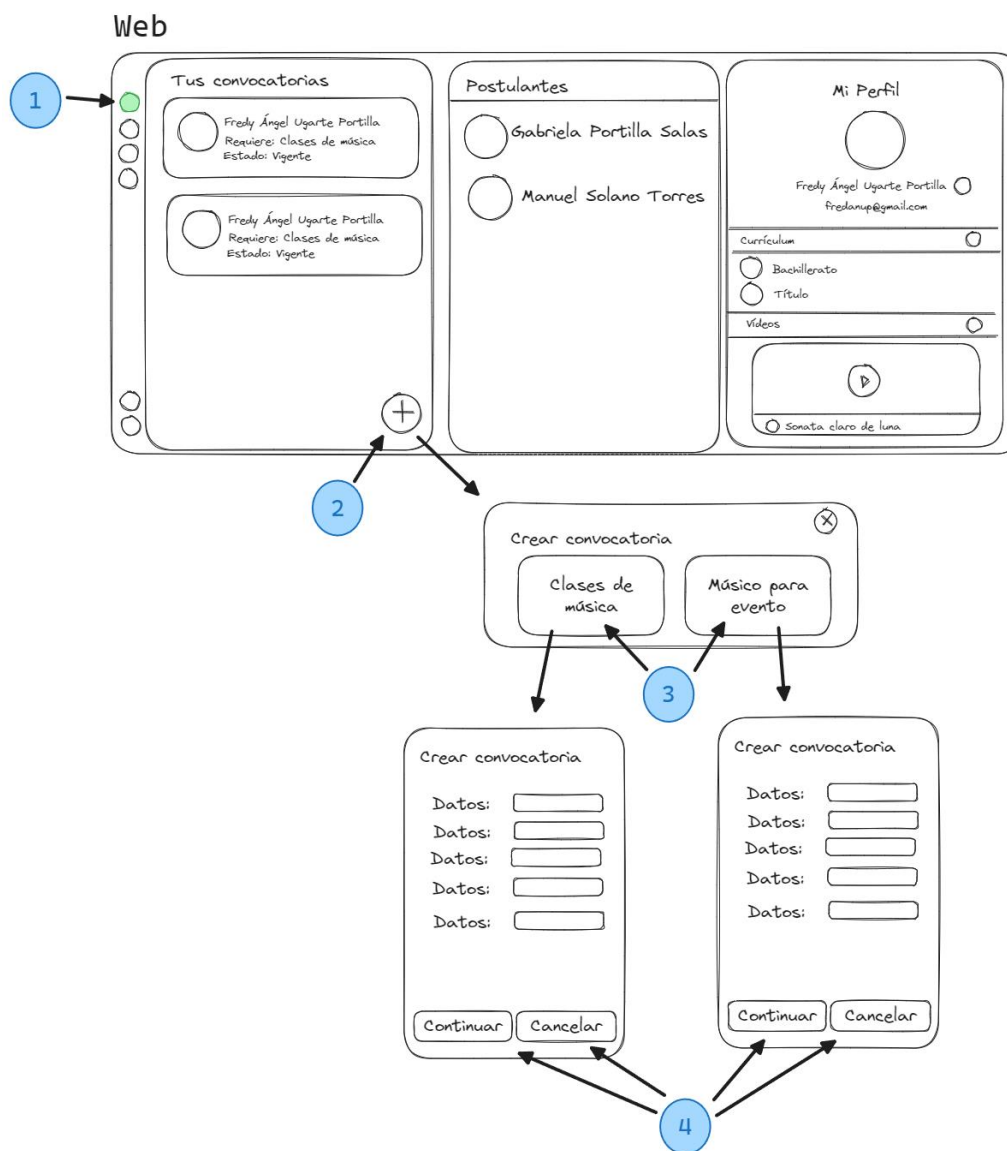 Web
1
Tus convocatorias
Fredy Ángel Ugarte Portilla
Requiere: Clases de música
Estado: Vigente
Fredy Ángel Ugarte Portilla
Requiere: Clases de música
Estado: Vigente
Postulantes
Gabriela Portilla Salas
Manuel Solano Torres
Mi Perfil
Fredy Ángel Ugarte Portilla
fredanup@gmail.com
Currículum
Bachillerato
Título
Vídeos
Sonata claro de luna
2
Crear convocatoria
Clases de
música
Músico para
evento
3
Crear convocatoria
Datos:
Datos:
Datos:
Datos:
Datos:
Continuar
Cancelar
Crear convocatoria
Datos:
Datos:
Datos:
Datos:
Datos:
Continuar
Cancelar
4